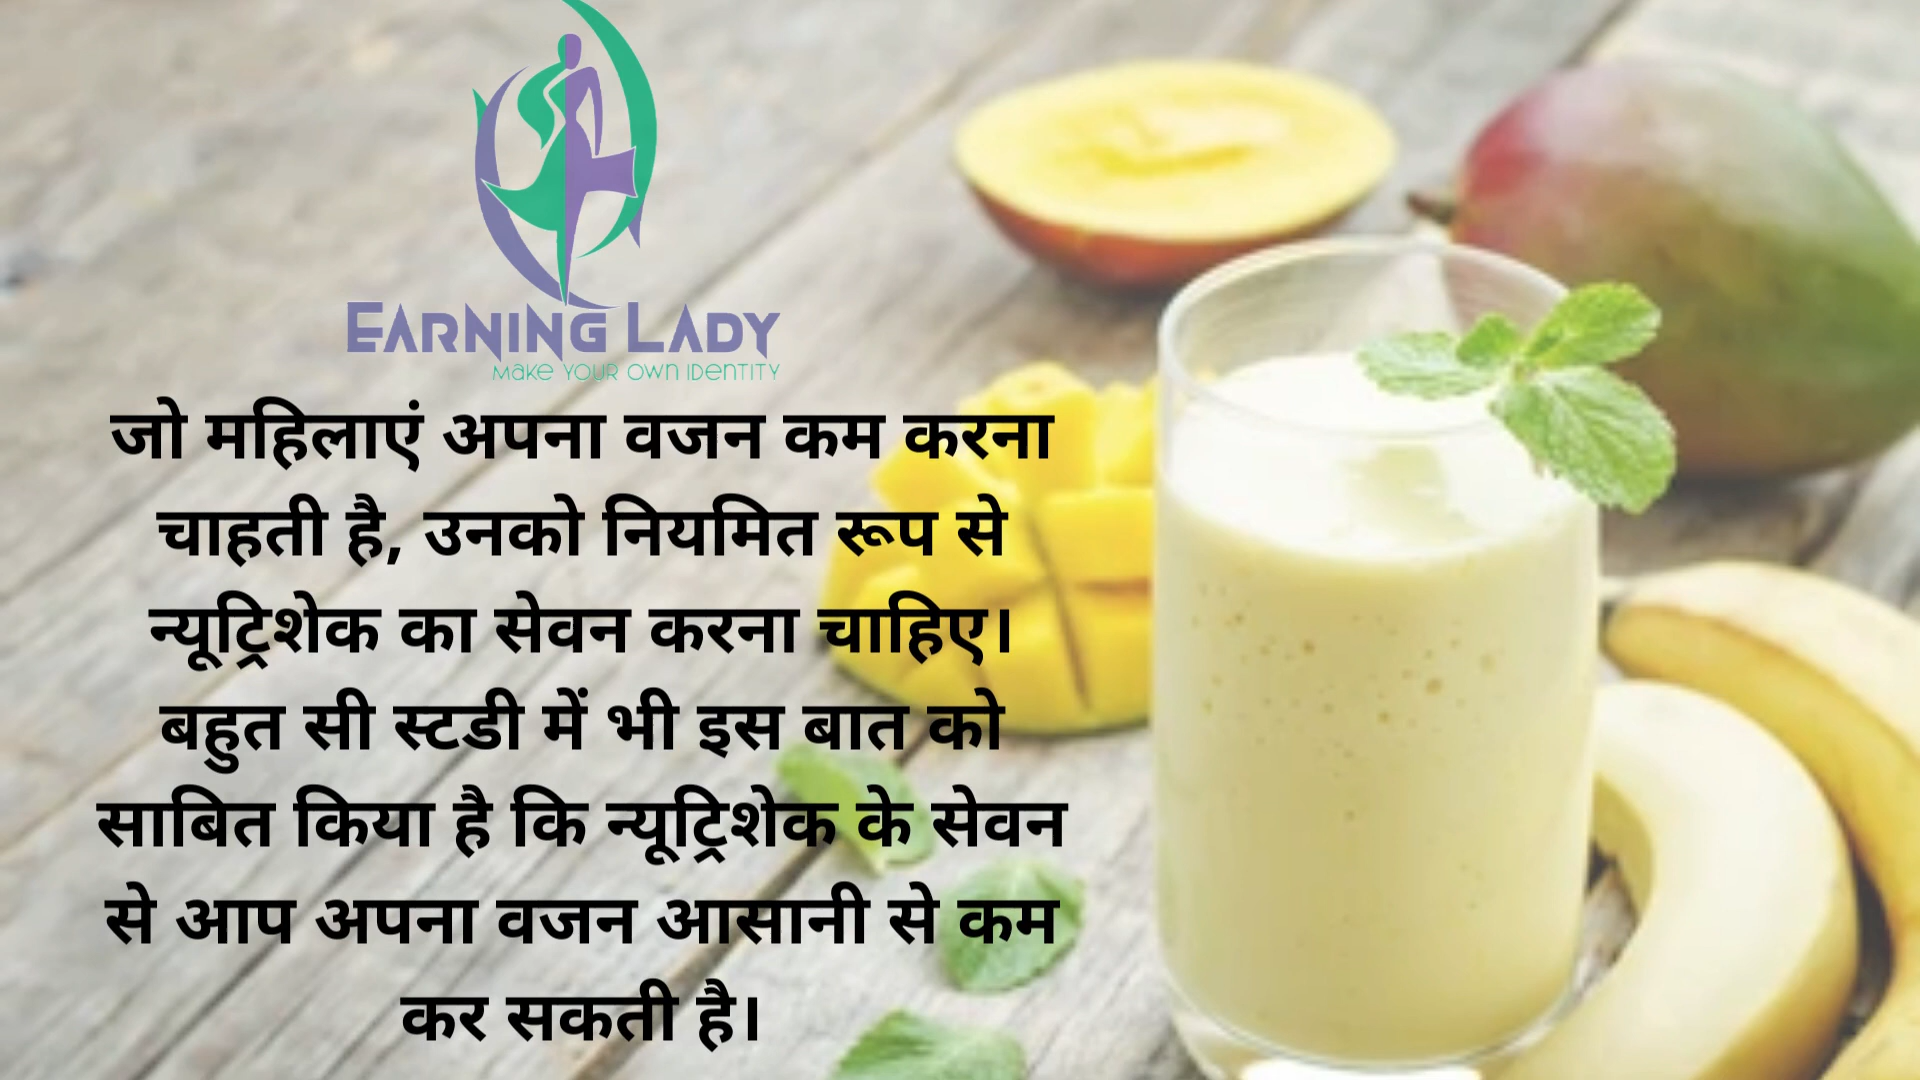 EARNING LADY
MAKE YOUR OWN IDENTITY
जो महिलाएं अपना वजन कम करना
चाहती है, उनको नियमित रूप से
न्यूट्रिशेक का सेवन करना चाहिए।
बहुत सी स्टडी में भी इस बात को
साबित किया है कि न्यूट्रिशेक के सेवन
से आप अपना वजन आसानी से कम
कर सकती है।